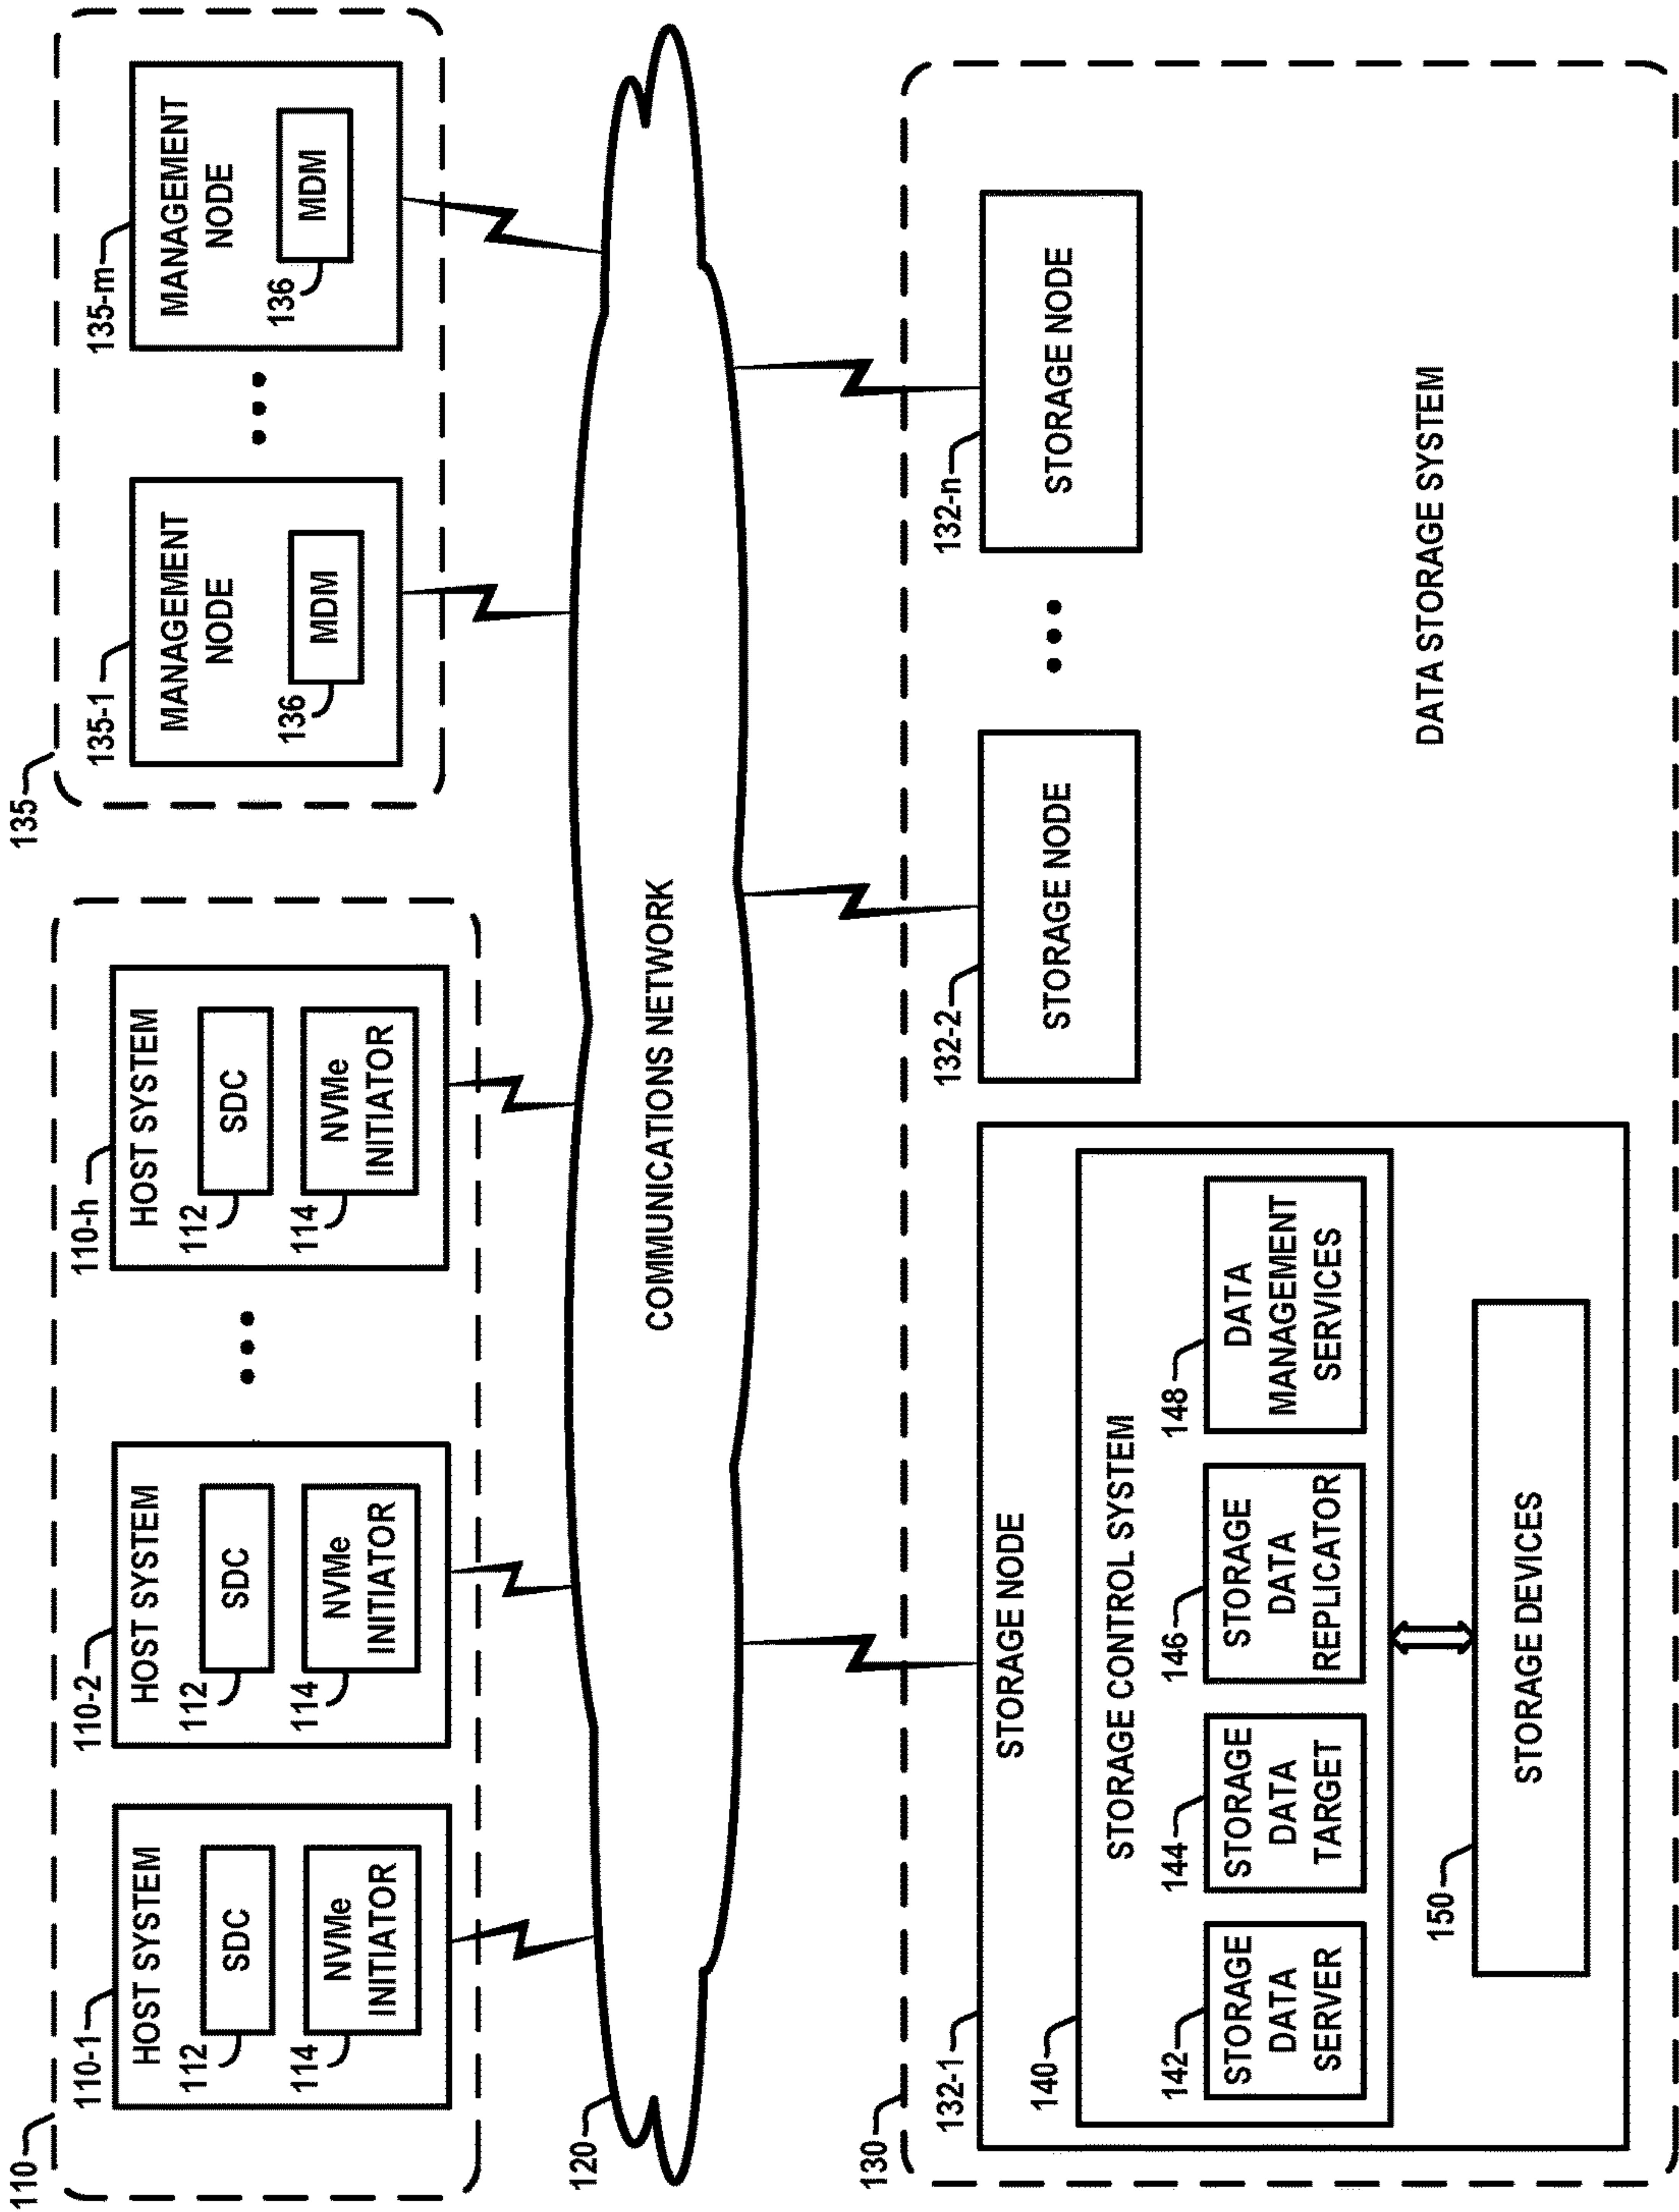 110
135
110-1
110-2
110-h
135-1
135-m
HOST SYSTEM
HOST SYSTEM
HOST SYSTEM
MANAGEMENT
NODE
MANAGEMENT
NODE
112
SDC
112
SDC
112
SDC
136
MDM
136
MDM
114
NVMe
INITIATOR
114
NVMe
INITIATOR
114
NVMe
INITIATOR
120
COMMUNICATIONS NETWORK
130
132-1
132-2
132-n
STORAGE NODE
STORAGE NODE
STORAGE NODE
140
STORAGE CONTROL SYSTEM
142
STORAGE
DATA
SERVER
144
STORAGE
DATA
TARGET
146
STORAGE
DATA
REPLICATOR
148
DATA
MANAGEMENT
SERVICES
150
STORAGE DEVICES
DATA STORAGE SYSTEM